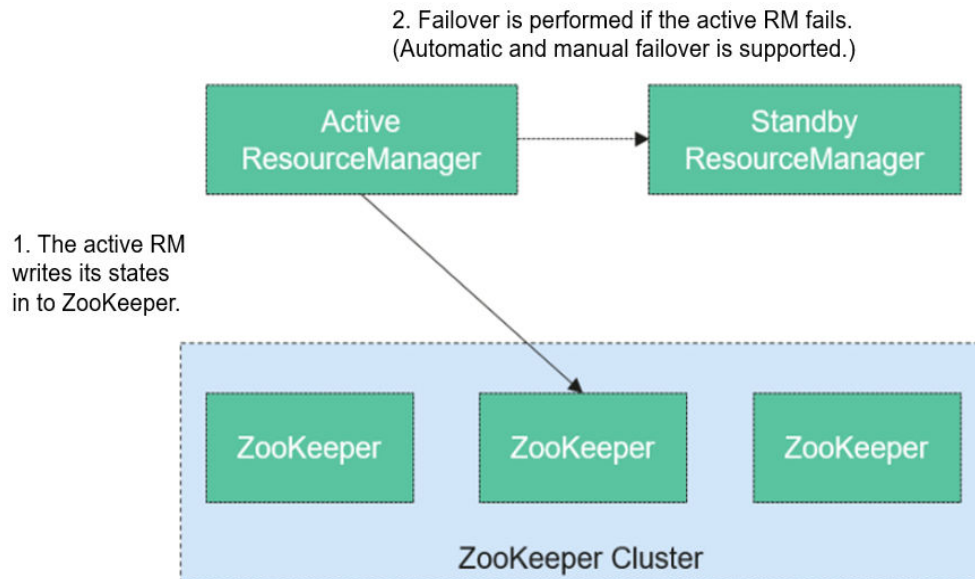 2. Failover is performed if the active RM fails.
(Automatic and manual failover is supported.)
Active
ResourceManager
Standby
ResourceManager
1. The active RM
writes its states
in to ZooKeeper.
ZooKeeper
ZooKeeper
ZooKeeper
ZooKeeper Cluster